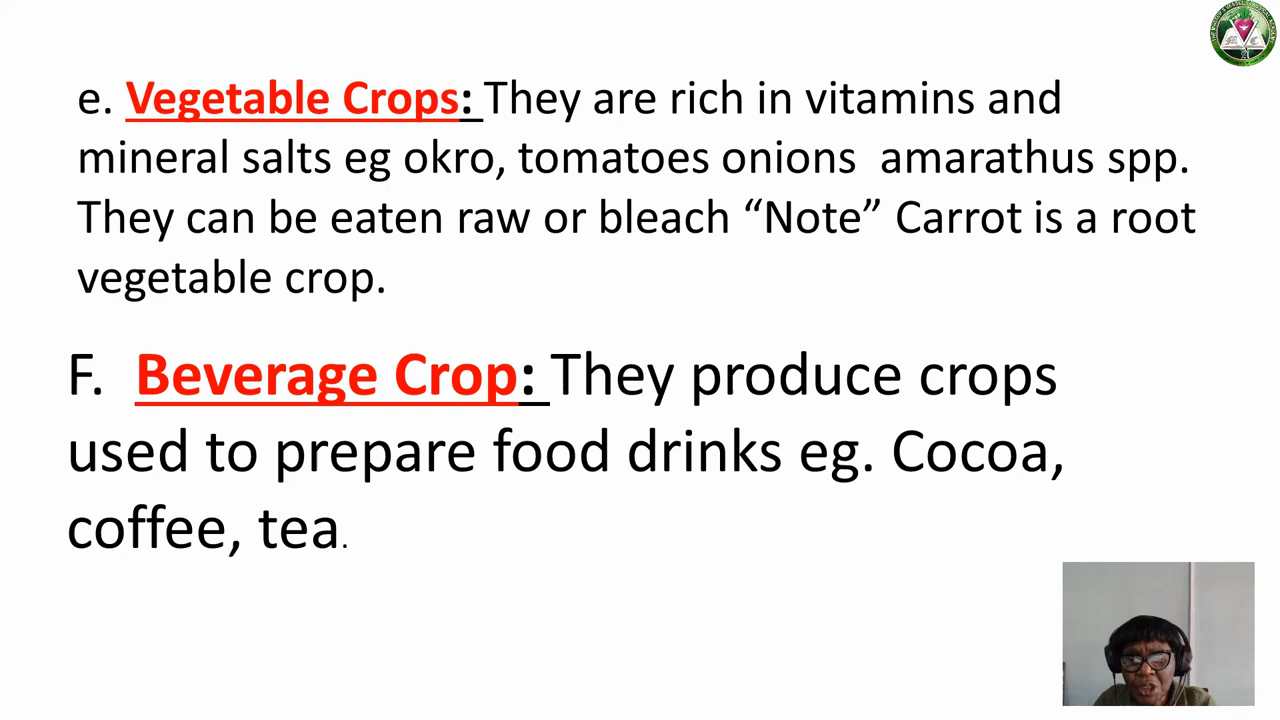 e. Vegetable Crops: They are rich in vitamins and
mineral salts eg okro, tomatoes onions amarathus spp.
They can be eaten raw or bleach “Note” Carrot is a root
vegetable crop.
F. Beverage Crop: They produce crops
used to prepare food drinks eg. Cocoa,
coffee, tea.